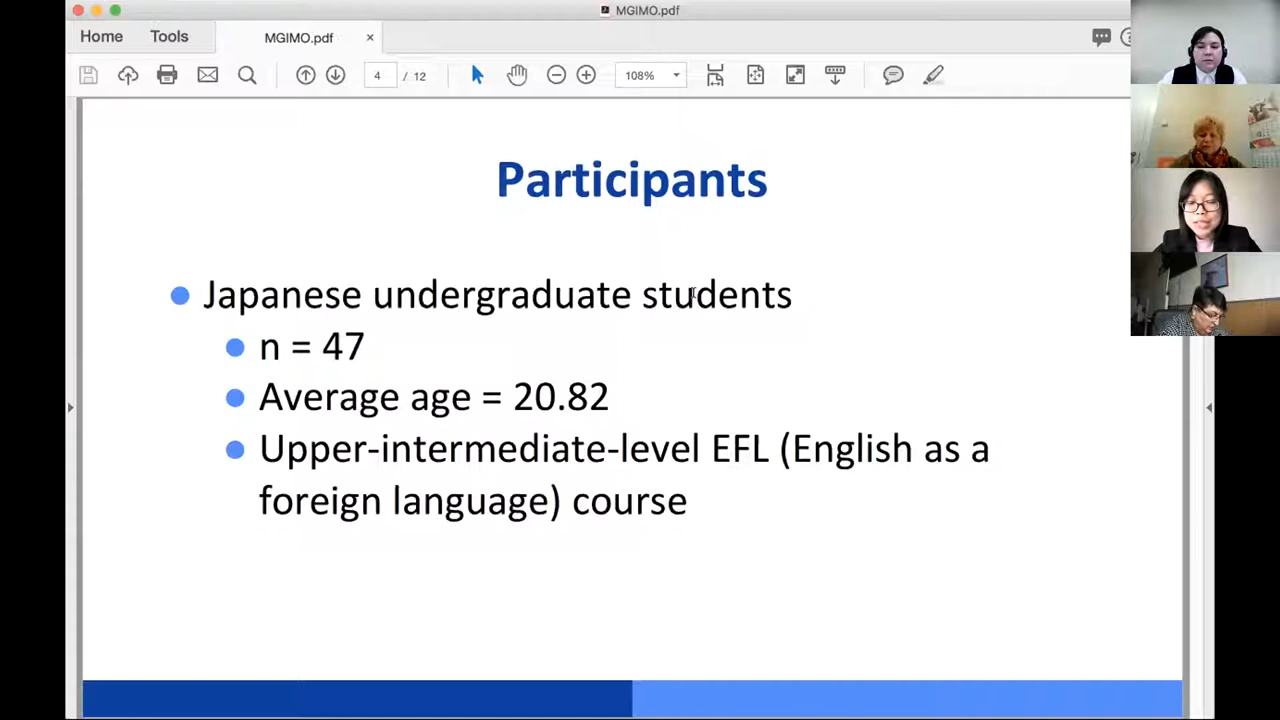 MGIMO.pdf
Home Tools MGIMO.pdf ×
4 / 12 108%
Participants
Japanese undergraduate students
n = 47
Average age = 20.82
Upper-intermediate-level EFL (English as a
foreign language) course